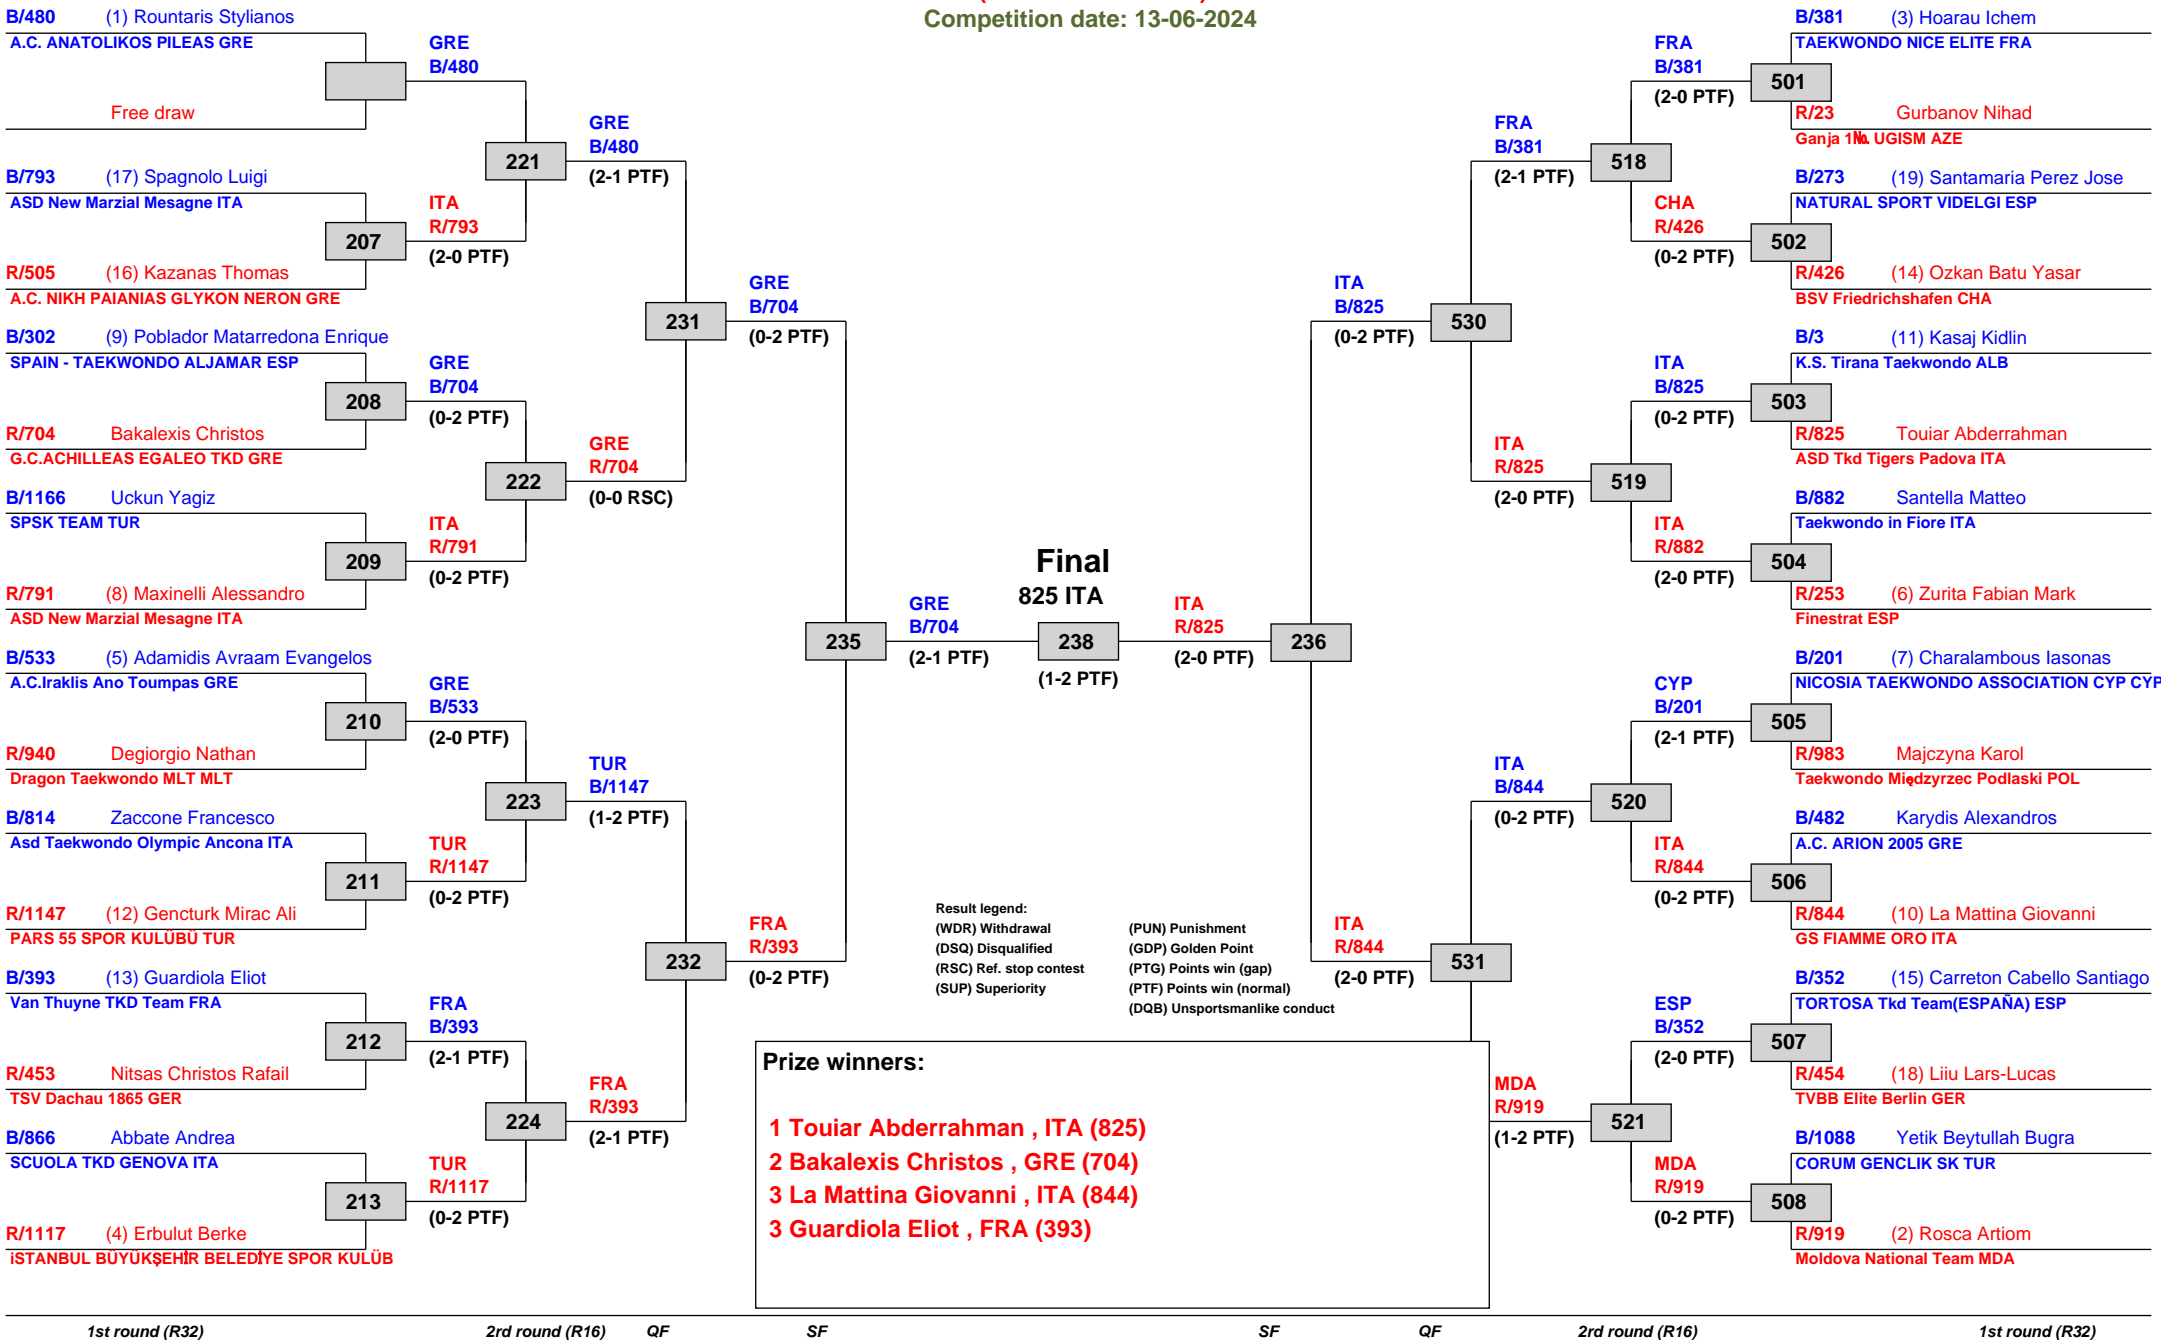 Competition date: 13-06-2024
B/480 (1) Rountaris Stylianos
A.C. ANATOLIKOS PILEAS GRE
Free draw
B/793 (17) Spagnolo Luigi
ASD New Marzial Mesagne ITA
207
R/505 (16) Kazanas Thomas
A.C. NIKH PAIANIAS GLYKON NERON GRE
B/302 (9) Poblador Matarredona Enrique
SPAIN - TAEKWONDO ALJAMAR ESP
208
R/704 Bakalexis Christos
G.C.ACHILLEAS EGALEO TKD GRE
B/1166 Uckun Yagiz
SPSK TEAM TUR
209
R/791 (8) Maxinelli Alessandro
ASD New Marzial Mesagne ITA
B/533 (5) Adamidis Avraam Evangelos
A.C.Iraklis Ano Toumpas GRE
210
R/940 Degiorgio Nathan
Dragon Taekwondo MLT MLT
B/814 Zaccone Francesco
Asd Taekwondo Olympic Ancona ITA
211
R/1147 (12) Gencturk Mirac Ali
PARS 55 SPOR KULÜBÜ TUR
B/393 (13) Guardiola Eliot
Van Thuyne TKD Team FRA
212
R/453 Nitsas Christos Rafail
TSV Dachau 1865 GER
B/866 Abbate Andrea
SCUOLA TKD GENOVA ITA
213
R/1117 (4) Erbulut Berke
iSTANBUL BÜYÜKŞEHİR BELEDİYE SPOR KULÜB
GRE
B/480
221
ITA
R/793
(2-0 PTF)
GRE
B/704
(0-2 PTF)
222
ITA
R/791
(0-2 PTF)
GRE
B/533
(2-0 PTF)
223
TUR
R/1147
(0-2 PTF)
FRA
B/393
(2-1 PTF)
224
TUR
R/1117
(0-2 PTF)
GRE
B/480
(2-1 PTF)
231
GRE
R/704
(0-0 RSC)
TUR
B/1147
(1-2 PTF)
232
FRA
R/393
(2-1 PTF)
GRE
B/704
(0-2 PTF)
235
FRA
R/393
(0-2 PTF)
GRE
B/704
(2-1 PTF)
Final
825 ITA
238
(1-2 PTF)
ITA
R/825
(2-0 PTF)
236
ITA
B/825
(0-2 PTF)
ITA
R/844
(2-0 PTF)
530
531
FRA
B/381
(2-1 PTF)
ITA
R/825
(2-0 PTF)
ITA
B/844
(0-2 PTF)
MDA
R/919
(1-2 PTF)
518
519
520
521
FRA
B/381
(2-0 PTF)
CHA
R/426
(0-2 PTF)
ITA
B/825
(0-2 PTF)
ITA
R/882
(2-0 PTF)
CYP
B/201
(2-1 PTF)
ITA
R/844
(0-2 PTF)
ESP
B/352
(2-0 PTF)
MDA
R/919
(0-2 PTF)
B/381 (3) Hoarau Ichem
TAEKWONDO NICE ELITE FRA
501
R/23 Gurbanov Nihad
Ganja 1№ UGISM AZE
B/273 (19) Santamaria Perez Jose
NATURAL SPORT VIDELGI ESP
502
R/426 (14) Ozkan Batu Yasar
BSV Friedrichshafen CHA
B/3 (11) Kasaj Kidlin
K.S. Tirana Taekwondo ALB
503
R/825 Touiar Abderrahman
ASD Tkd Tigers Padova ITA
B/882 Santella Matteo
Taekwondo in Fiore ITA
504
R/253 (6) Zurita Fabian Mark
Finestrat ESP
B/201 (7) Charalambous Iasonas
NICOSIA TAEKWONDO ASSOCIATION CYP CYP
505
R/983 Majczyna Karol
Taekwondo Międzyrzec Podlaski POL
B/482 Karydis Alexandros
A.C. ARION 2005 GRE
506
R/844 (10) La Mattina Giovanni
GS FIAMME ORO ITA
B/352 (15) Carreton Cabello Santiago
TORTOSA Tkd Team(ESPAÑA) ESP
507
R/454 (18) Liiu Lars-Lucas
TVBB Elite Berlin GER
B/1088 Yetik Beytullah Bugra
CORUM GENCLIK SK TUR
508
R/919 (2) Rosca Artiom
Moldova National Team MDA
Result legend:
(WDR) Withdrawal (PUN) Punishment
(DSQ) Disqualified (GDP) Golden Point
(RSC) Ref. stop contest (PTG) Points win (gap)
(SUP) Superiority (PTF) Points win (normal)
(DQB) Unsportsmanlike conduct
Prize winners:
1 Touiar Abderrahman , ITA (825)
2 Bakalexis Christos , GRE (704)
3 La Mattina Giovanni , ITA (844)
3 Guardiola Eliot , FRA (393)
1st round (R32) 2rd round (R16) QF SF SF QF 2rd round (R16) 1st round (R32)